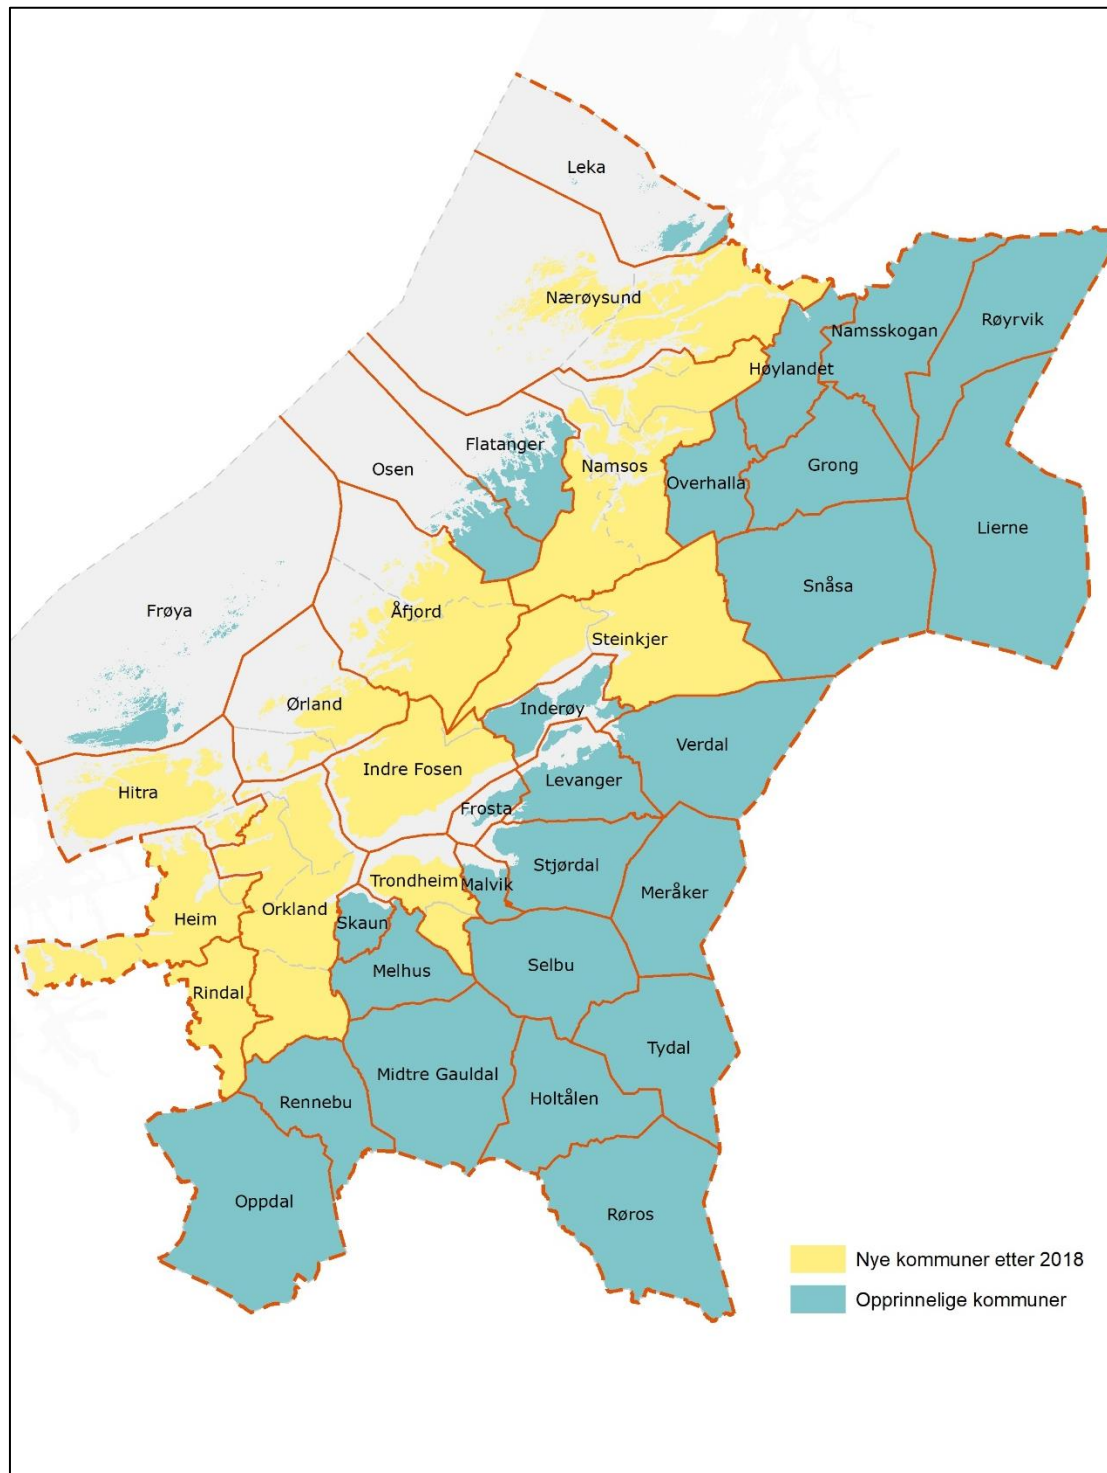 Leka
Nærøysund
Namsskogan
Røyrvik
Høylandet
Flatanger
Osen
Namsos
Overhalla
Grong
Lierne
Snåsa
Frøya
Åfjord
Steinkjer
Ørland
Inderøy
Verdal
Indre Fosen
Hitra
Levanger
Frosta
Stjørdal
Trondheim
Malvik
Meråker
Orkland
Heim
Skaun
Melhus
Selbu
Rindal
Tydal
Midtre Gauldal
Rennebu
Holtålen
Oppdal
Røros
Nye kommuner etter 2018
Opprinnelige kommuner